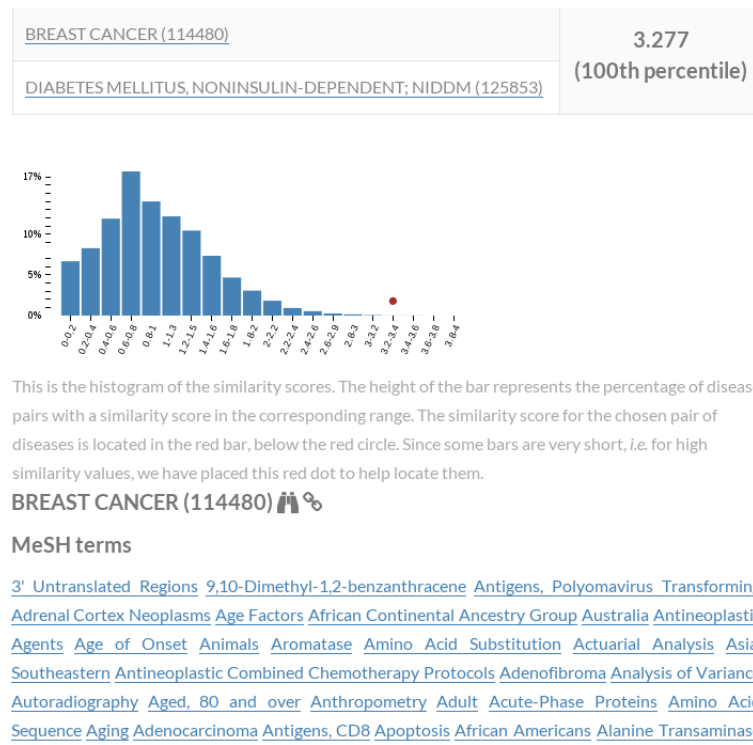 BREAST CANCER (114480)
3.277
(100th percentile)
DIABETES MELLITUS, NONINSULIN-DEPENDENT; NIDDM (125853)
17%
10%
5%
0%
0-0.2 0.2-0.4 0.4-0.6 0.6-0.8 0.8-1 1-1.3 1.2-1.5 1.4-1.6 1.6-1.8 1.8-2 2-2.2 2.2-2.4 2.4-2.6 2.6-2.9 2.8-3 3-3.2 3.2-3.4 3.4-3.6 3.6-3.8 3.8-4
This is the histogram of the similarity scores. The height of the bar represents the percentage of diseas
pairs with a similarity score in the corresponding range. The similarity score for the chosen pair of
diseases is located in the red bar, below the red circle. Since some bars are very short, i.e. for high
similarity values, we have placed this red dot to help locate them.
BREAST CANCER (114480)
MeSH terms
3' Untranslated Regions 9,10-Dimethyl-1,2-benzanthracene Antigens, Polyomavirus Transformin
Adrenal Cortex Neoplasms Age Factors African Continental Ancestry Group Australia Antineoplasti
Agents Age of Onset Animals Aromatase Amino Acid Substitution Actuarial Analysis Asia
Southeastern Antineoplastic Combined Chemotherapy Protocols Adenofibroma Analysis of Varianc
Autoradiography Aged, 80 and over Anthropometry Adult Acute-Phase Proteins Amino Aci
Sequence Aging Adenocarcinoma Antigens, CD8 Apoptosis African Americans Alanine Transaminas